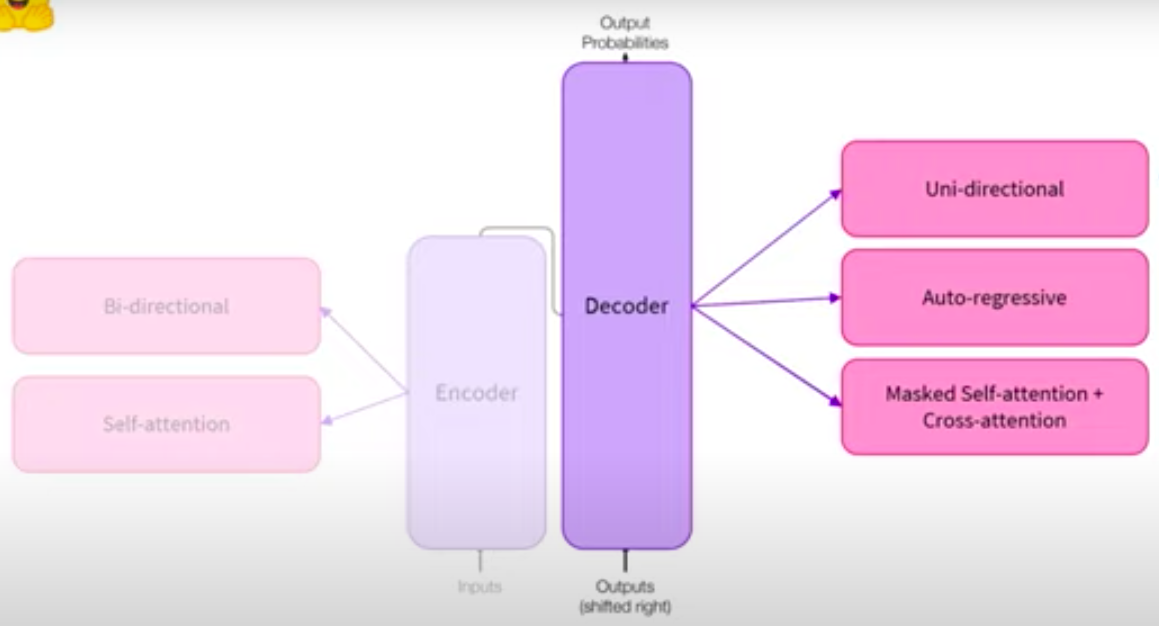 Output
Probabilities
Uni-directional
Bi-directional
Decoder
Auto-regressive
Encoder
Masked Self-attention +
Cross-attention
Self-attention
Inputs
Outputs
(shifted right)